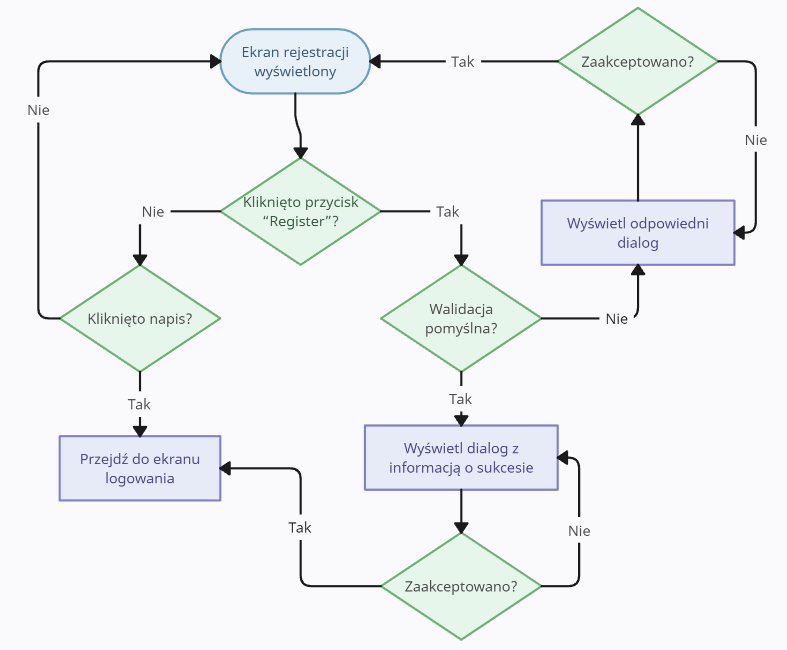 Ekran rejestracji
wyświetlony
Tak
Zaakceptowano?
Nie
Nie
Kliknięto przycisk
“Register”?
Nie
Tak
Wyświetl odpowiedni
dialog
Kliknięto napis?
Walidacja
pomyślna?
Nie
Tak
Tak
Przejdź do ekranu
logowania
Wyświetl dialog z
informacją o sukcesie
Tak
Nie
Zaakceptowano?